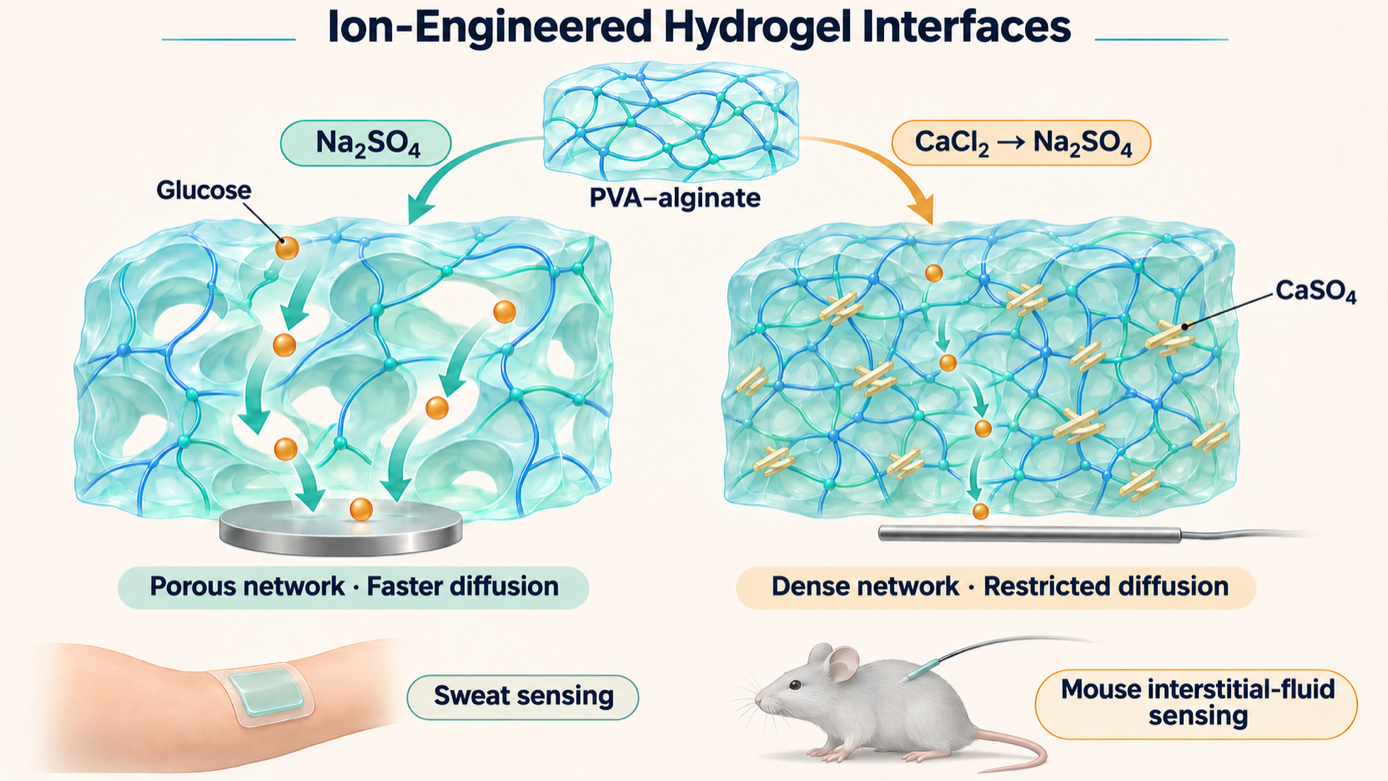 Ion-Engineered Hydrogel Interfaces
Na₂SO₄
CaCl₂ → Na₂SO₄
PVA–alginate
Glucose
CaSO₄
Porous network · Faster diffusion
Dense network · Restricted diffusion
Sweat sensing
Mouse interstitial-fluid
sensing